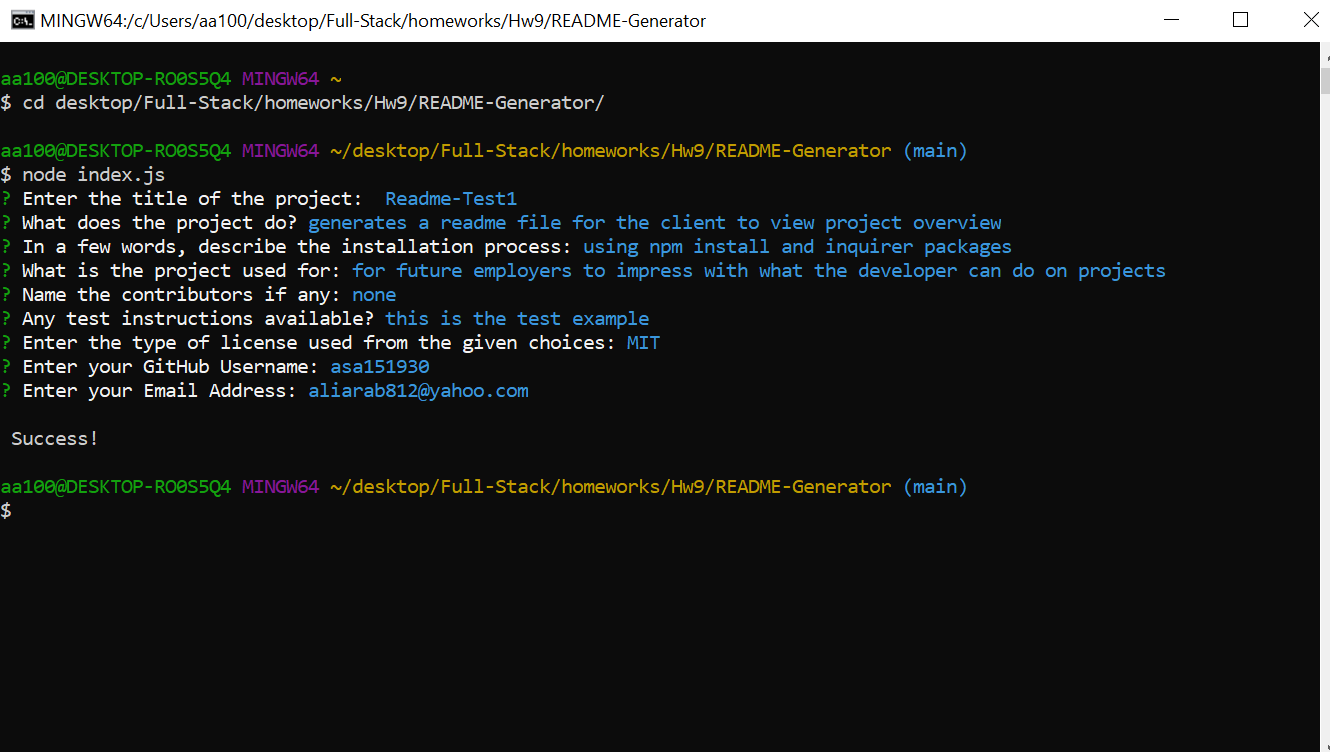 MINGW64:/c/Users/aa100/desktop/Full-Stack/homeworks/Hw9/README-Generator
aa100@DESKTOP-RO0S5Q4 MINGW64 ~
$ cd desktop/Full-Stack/homeworks/Hw9/README-Generator/
aa100@DESKTOP-RO0S5Q4 MINGW64 ~/desktop/Full-Stack/homeworks/Hw9/README-Generator (main)
$ node index.js
? Enter the title of the project:  Readme-Test1
? What does the project do? generates a readme file for the client to view project overview
? In a few words, describe the installation process: using npm install and inquirer packages
? What is the project used for: for future employers to impress with what the developer can do on projects
? Name the contributors if any: none
? Any test instructions available? this is the test example
? Enter the type of license used from the given choices: MIT
? Enter your GitHub Username: asa151930
? Enter your Email Address: aliarab812@yahoo.com
Success!
aa100@DESKTOP-RO0S5Q4 MINGW64 ~/desktop/Full-Stack/homeworks/Hw9/README-Generator (main)
$